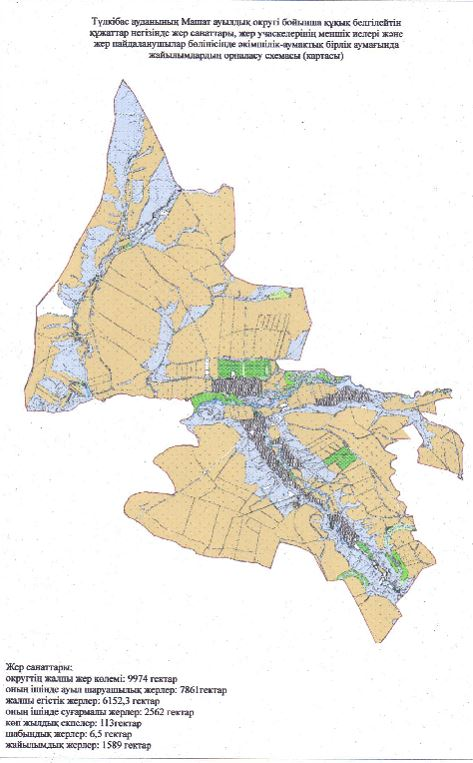 Түлкібас ауданының Машат ауылдық округі бойынша құқық белгілейтін
құжаттар негізінде жер санаттары, жер учаскелерінің меншік иелері және
жер пайдаланушылар бөлінісінде әкімшілік-аумақтық бірлік аумағында
жайылымдардың орналасу схемасы (картасы)
Жер санаттары:
округтің жалпы жер көлемі: 9974 гектар
оның ішінде ауыл шаруашылық жерлер: 7861гектар
жалпы егістік жерлер: 6152,3 гектар
оның ішінде суғармалы жерлер: 2562 гектар
көп жылдық екпелер: 113гектар
шабындық жерлер: 6,5 гектар
жайылымдық жерлер: 1589 гектар